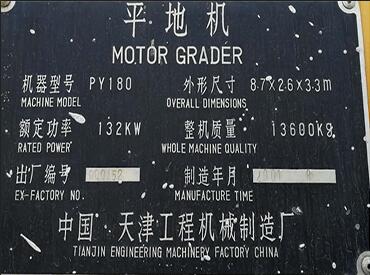 平地机
MOTOR GRADER
机器型号 PY180 外形尺寸 8·7×2·6×3·3m
MACHINE MODEL OVERALL DIMENSIONS
额定功率 132KW 整机质量 13600Kg
RATED POWER WHOLE MACHINE QUALITY
出厂编号 制造年月
EX-FACTORY NO. MANUFACTURE TIME
中国 天津工程机械制造厂
TIANJIN ENGINEERING MACHINERY FACTORY CHINA